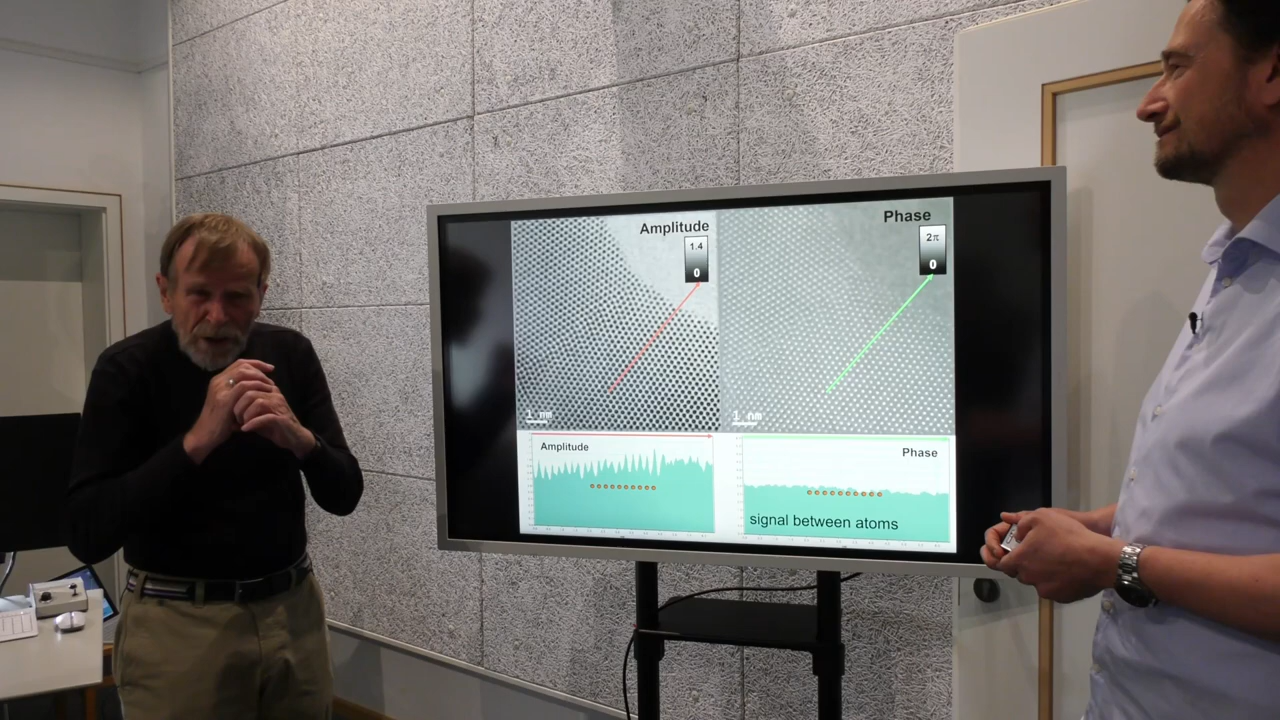 Amplitude
1.4
0
1 nm
Phase
2π
0
1 nm
Amplitude
Phase
signal between atoms